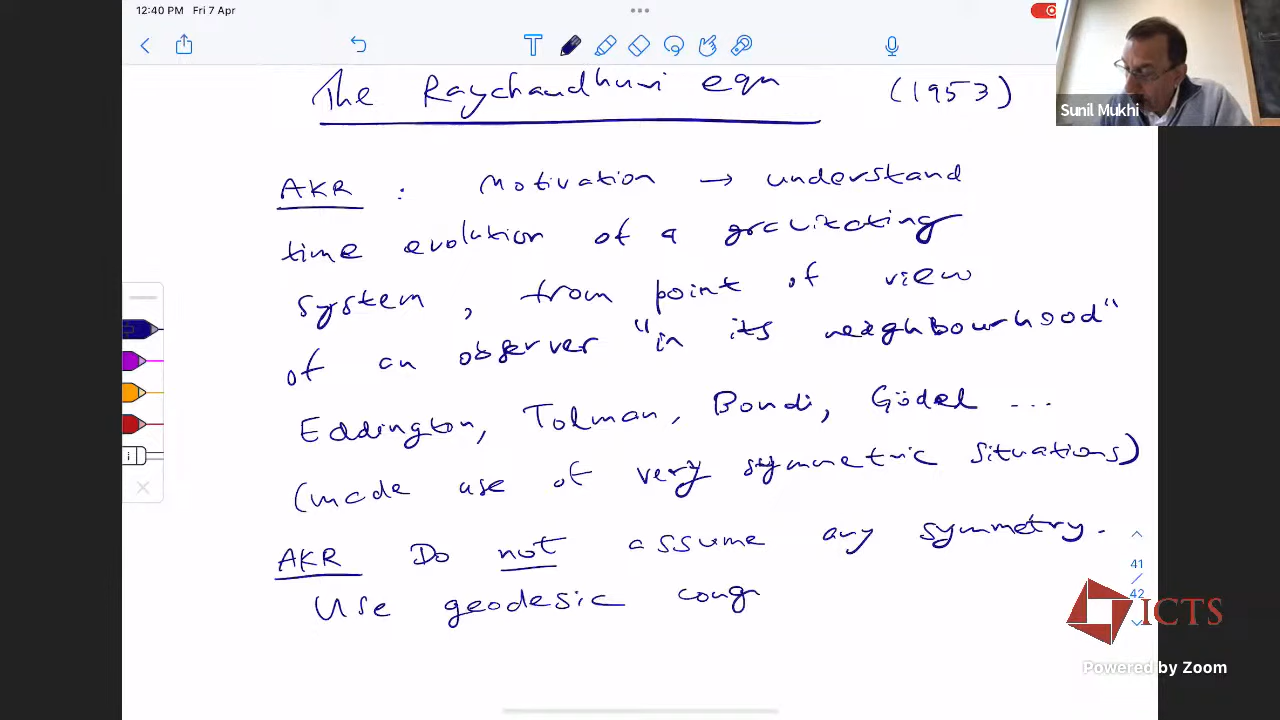 12:40 PM Fri 7 Apr
The Raychaudhuri eqn (1953)
Sunil Mukhi
AKR : Motivation → understand
time evolution of a gravitating
system, from point of view
of an observer "in its neighbourhood"
Eddington, Tolman, Bondi, Gödel ...
(made use of very symmetric situations)
AKR Do not assume any symmetry.
Use geodesic cong
41
/
42
ICTS
Powered by Zoom